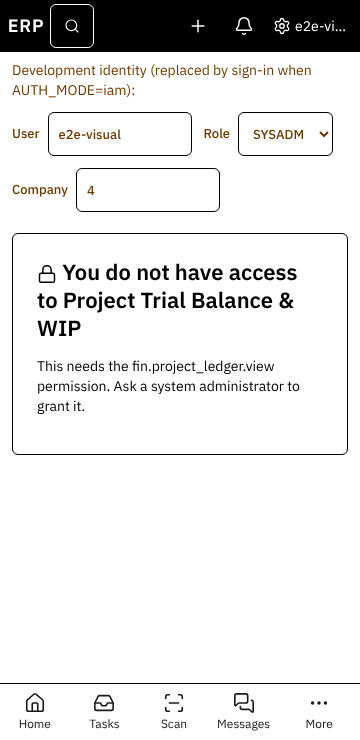 ERP
e2e-vi...
Development identity (replaced by sign-in when
AUTH_MODE=iam):
User e2e-visual Role SYSADM
Company 4
You do not have access
to Project Trial Balance &
WIP
This needs the fin.project_ledger.view
permission. Ask a system administrator to
grant it.
Home Tasks Scan Messages More